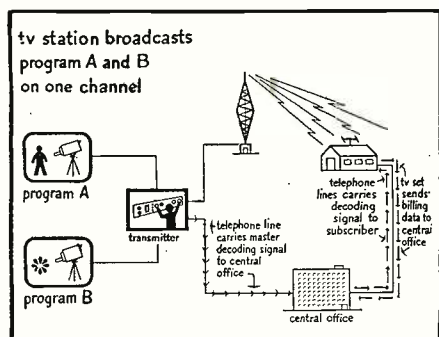 tv station broadcasts
program A and B
on one channel
program A
transmitter
program B
telephone line
carries master
decoding signal
to central
office
telephone
lines carries
decoding
signal to
subscriber
tv set
sends
billing
data to
central
office
central office